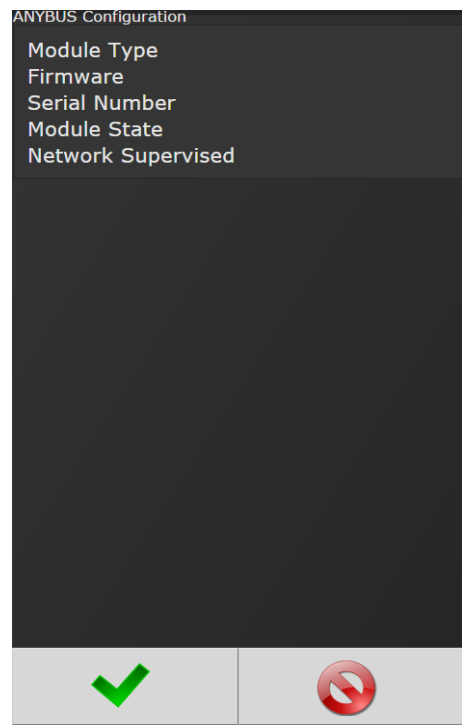 ANYBUS Configuration
Module Type
Firmware
Serial Number
Module State
Network Supervised